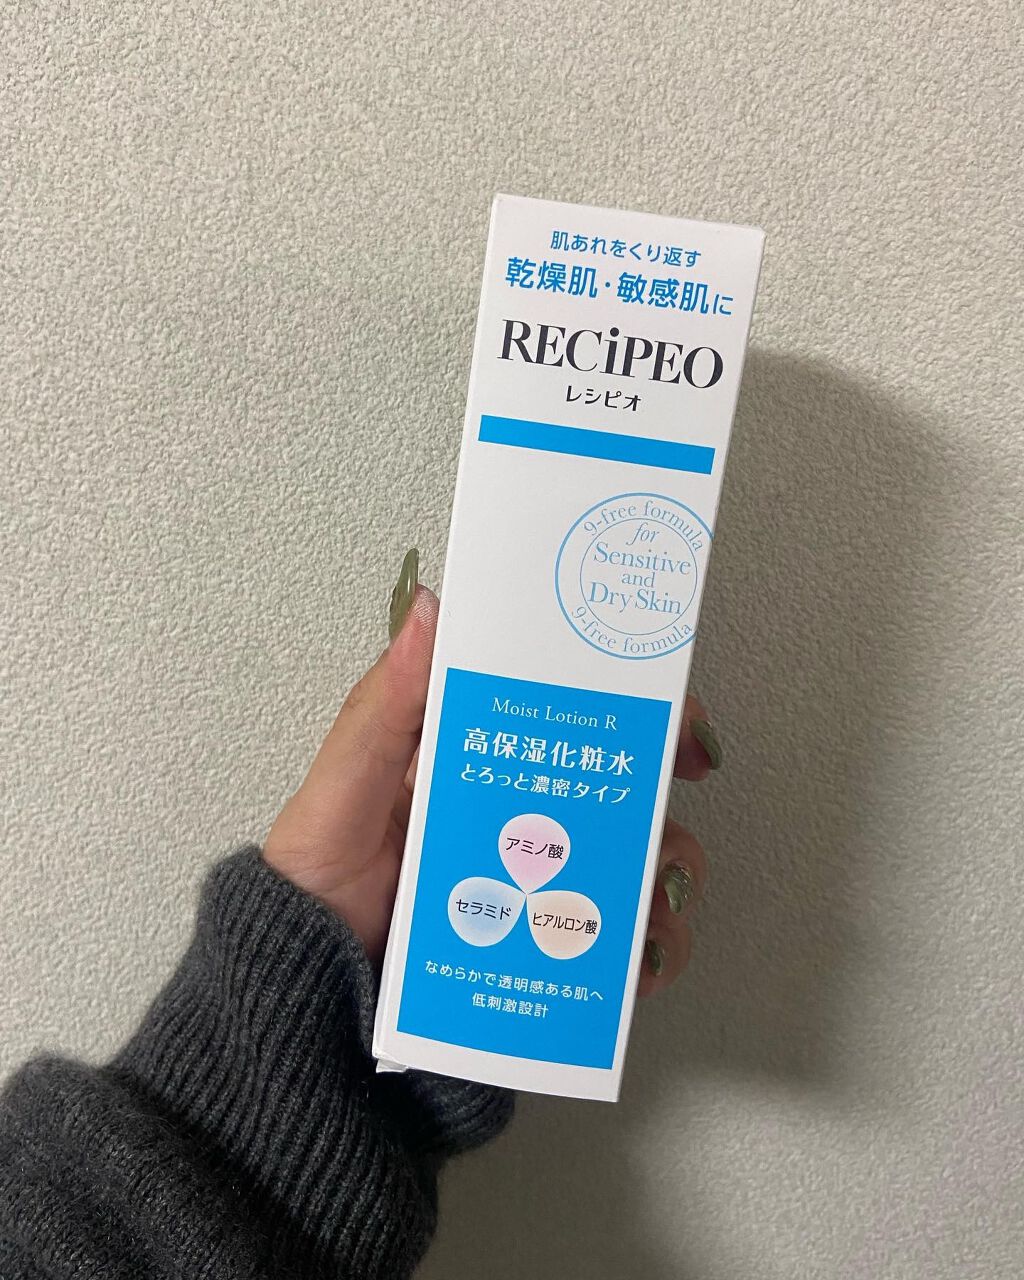 肌あれをくり返す
乾燥肌・敏感肌に
RECiPEO
レシピオ
9-free formula
for
Sensitive
and
Dry Skin
9-free formula
Moist Lotion R
高保湿化粧水
とろっと濃密タイプ
アミノ酸
セラミド
ヒアルロン酸
なめらかで透明感ある肌へ
低刺激設計